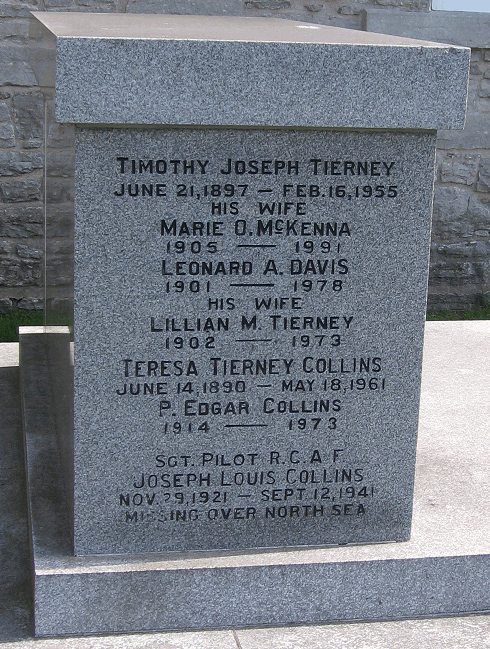 TIMOTHY JOSEPH TIERNEY
JUNE 21, 1897 — FEB. 16, 1955
HIS WIFE
MARIE O. MCKENNA
1905 — 1991
LEONARD A. DAVIS
1901 — 1978
HIS WIFE
LILLIAN M. TIERNEY
1902 — 1973
TERESA TIERNEY COLLINS
JUNE 14, 1890 — MAY 18, 1961
P. EDGAR COLLINS
1914 — 1973
SGT. PILOT R.C.A.F.
JOSEPH LOUIS COLLINS
NOV. 29, 1921 — SEPT. 12, 1941
MISSING OVER NORTH SEA